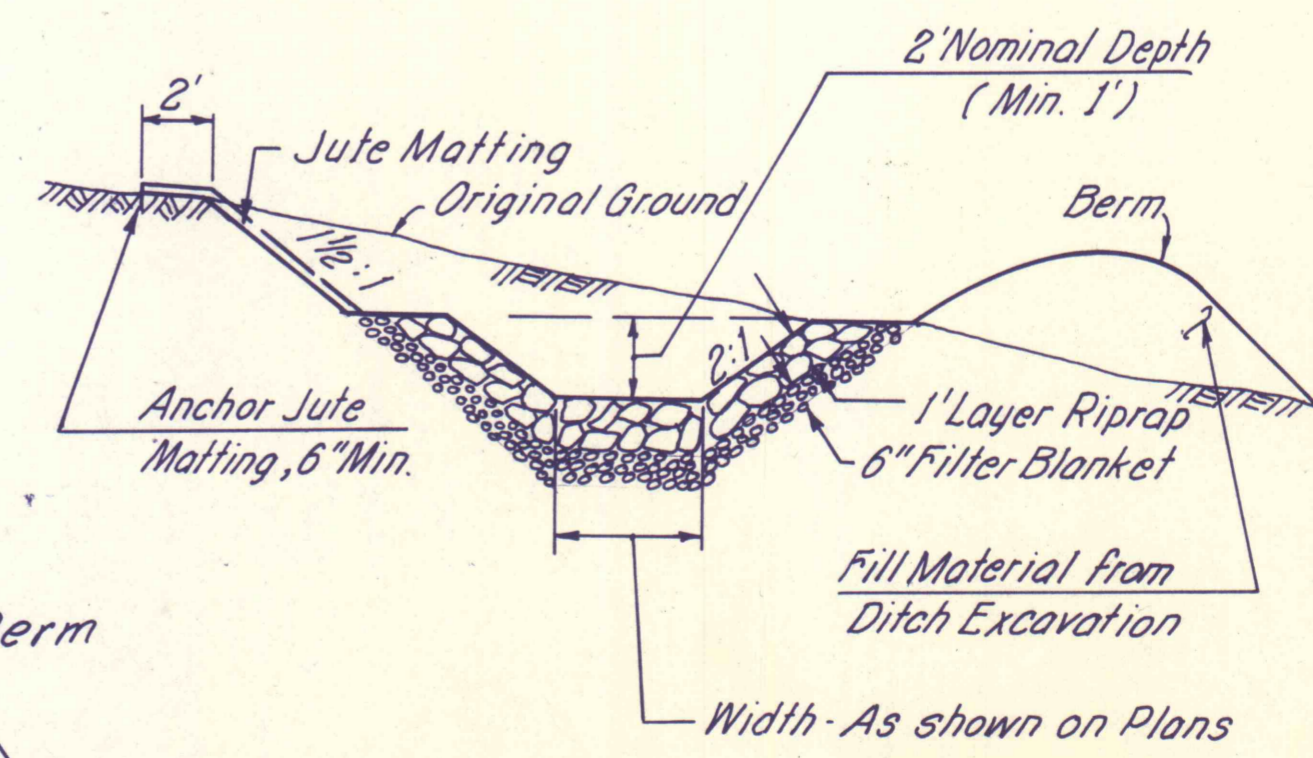 2'Nominal Depth
(Min. 1')
2'
Jute Matting
Original Ground
Berm
1½:1
2:1
Anchor Jute
Matting, 6"Min.
1'Layer Riprap
6"Filter Blanket
Fill Material from
Ditch Excavation
Width - As shown on Plans